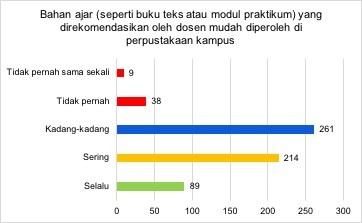 Bahan ajar (seperti buku teks atau modul praktikum) yang
direkomendasikan oleh dosen mudah diperoleh di
perpustakaan kampus
Tidak pernah sama sekali 9
Tidak pernah 38
Kadang-kadang 261
Sering 214
Selalu 89
0 50 100 150 200 250 300